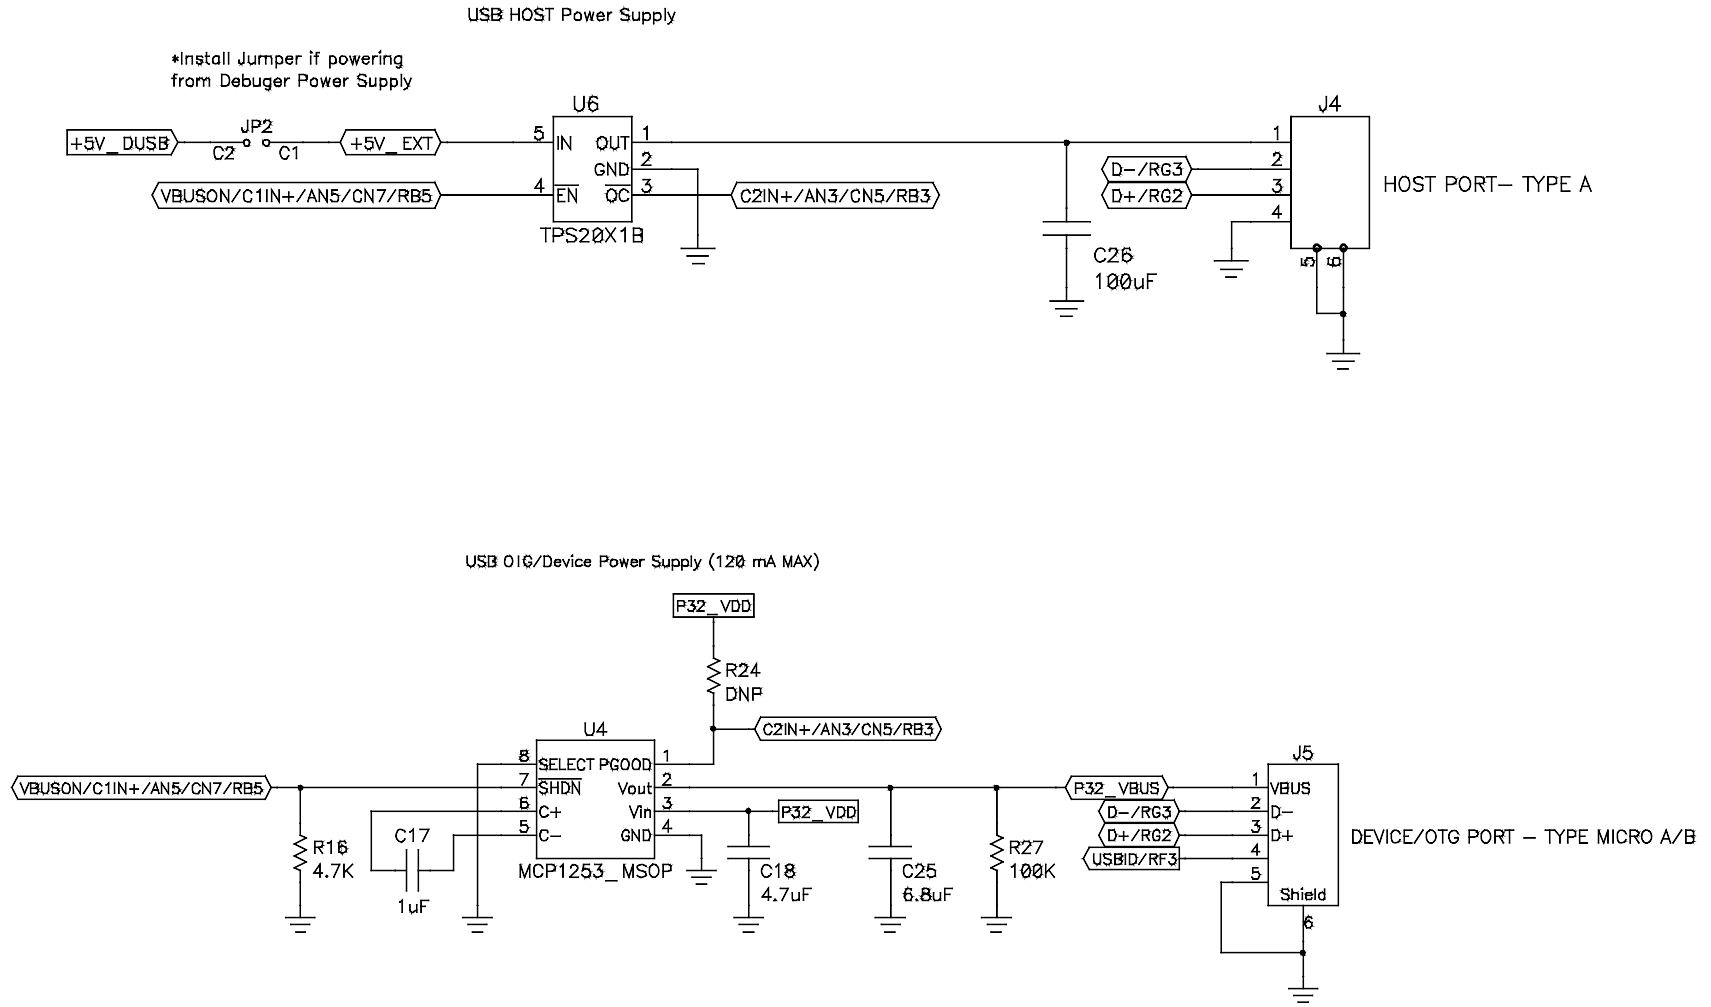 USB HOST Power Supply
*Install Jumper if powering
from Debuger Power Supply
U6
J4
JP2
+5V_DUSB C2 C1 +5V_EXT 5 IN OUT 1 1
GND 2 D-/RG3 2
VBUSON/C1IN+/AN5/CN7/RB5 4 EN OC 3 C2IN+/AN3/CN5/RB3 D+/RG2 3 HOST PORT- TYPE A
4
TPS20X1B
C26
100uF
5 6
USB OIG/Device Power Supply (120 mA MAX)
P32_VDD
R24
DNP
U4
C2IN+/AN3/CN5/RB3
J5
8 SELECT PGOOD 1
VBUSON/C1IN+/AN5/CN7/RB5 7 SHDN Vout 2 P32_VBUS 1 VBUS
6 C+ Vin 3 P32_VDD D-/RG3 2 D-
5 C- GND 4 D+/RG2 3 D+ DEVICE/OTG PORT - TYPE MICRO A/B
USBID/RF3 4
C17
1uF
R16
4.7K
MCP1253_MSOP
C18
4.7uF
C25
6.8uF
R27
100K
5
Shield
6